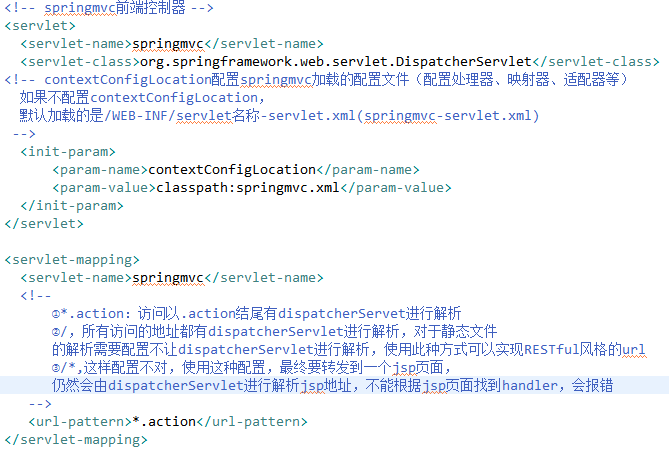 <!-- springmvc前端控制器 -->
<servlet>
<servlet-name>springmvc</servlet-name>
<servlet-class>org.springframework.web.servlet.DispatcherServlet</servlet-class>
<!-- contextConfigLocation配置springmvc加载的配置文件（配置处理器、映射器、适配器等）
如果不配置contextConfigLocation,
默认加载的是/WEB-INF/servlet名称-servlet.xml(springmvc-servlet.xml)
-->
<init-param>
<param-name>contextConfigLocation</param-name>
<param-value>classpath:springmvc.xml</param-value>
</init-param>
</servlet>
<servlet-mapping>
<servlet-name>springmvc</servlet-name>
<!--
*.action：访问以.action结尾有dispatcherServet进行解析
/，所有访问的地址都有dispatcherServlet进行解析，对于静态文件
的解析需要配置不让dispatcherServlet进行解析，使用此种方式可以实现RESTful风格的url
/*,这样配置不对，使用这种配置，最终要转发到一个jsp页面，
仍然会由dispatcherServlet进行解析jsp地址，不能根据jsp页面找到handler，会报错
-->
<url-pattern>*.action</url-pattern>
</servlet-mapping>